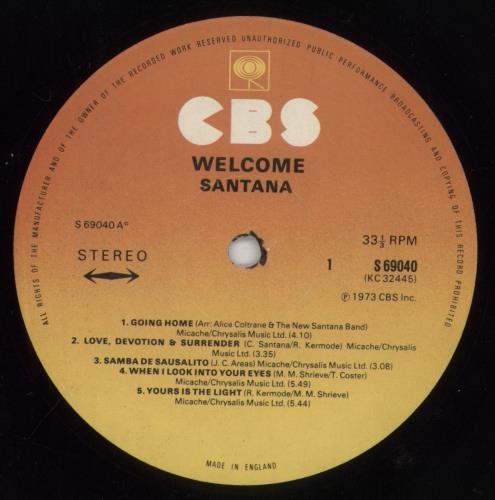 ALL RIGHTS OF THE MANUFACTURER AND OF THE OWNER OF THE RECORDED WORK RESERVED UNAUTHORIZED PUBLIC PERFORMANCE BROADCASTING AND COPYING OF THIS RECORD PROHIBITED
CBS
WELCOME
SANTANA
S 69040 A°
33⅓ RPM
STEREO
1 S 69040
(KC 32445)
℗ 1973 CBS Inc.
1. GOING HOME (Arr: Alice Coltrane & The New Santana Band)
Micache/Chrysalis Music Ltd. (4.10)
2. LOVE, DEVOTION & SURRENDER (C. Santana/R. Kermode) Micache/Chrysalis
Music Ltd. (3.35)
3. SAMBA DE SAUSALITO (J. C. Areas) Micache/Chrysalis Music Ltd. (3.08)
4. WHEN I LOOK INTO YOUR EYES (M. M. Shrieve/T. Coster)
Micache/Chrysalis Music Ltd. (5.49)
5. YOURS IS THE LIGHT (R. Kermode/M. M. Shrieve)
Micache/Chrysalis Music Ltd. (5.44)
MADE IN ENGLAND